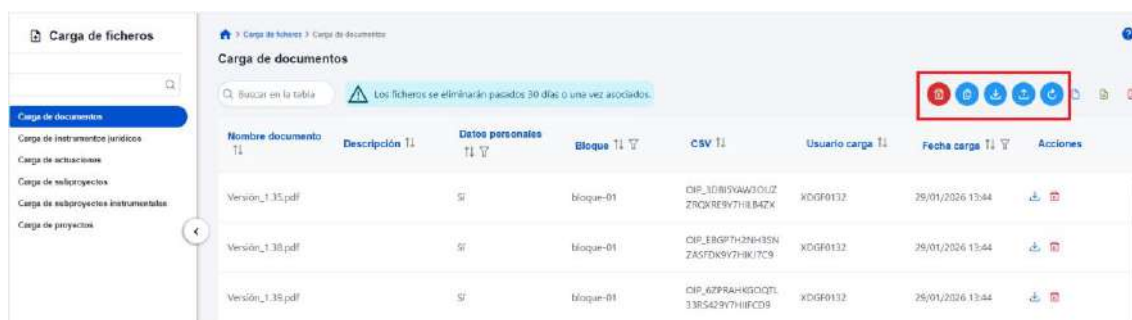 Carga de ficheros
Carga de documentos
Carga de instrumentos jurídicos
Carga de actuaciones
Carga de subproyectos
Carga de subproyectos instrumentales
Carga de proyectos
> Carga de ficheros > Carga de documentos
Carga de documentos
Buscar en la tabla
Los ficheros se eliminarán pasados 30 días o una vez asociados.
Nombre documento Descripción Datos personales Bloque CSV Usuario carga Fecha carga Acciones
Versión_1.35.pdf Sí bloque-01 XDGF0132 29/01/2026 13:44
Versión_1.38.pdf Sí bloque-01 XDGF0132 29/01/2026 13:44
Versión_1.39.pdf Sí bloque-01 XDGF0132 29/01/2026 13:44